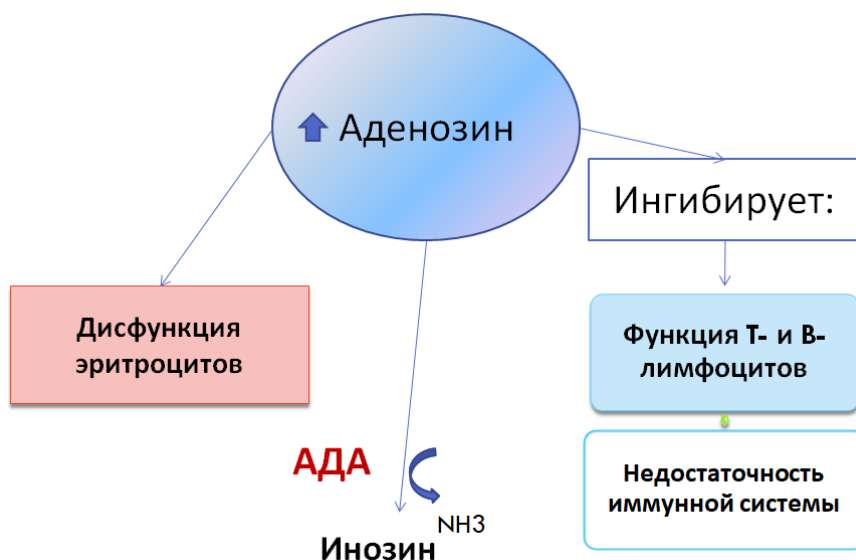 Аденозин
Ингибирует:
Дисфункция
эритроцитов
Функция Т- и В-
лимфоцитов
АДА
NH3
Инозин
Недостаточность
иммунной системы